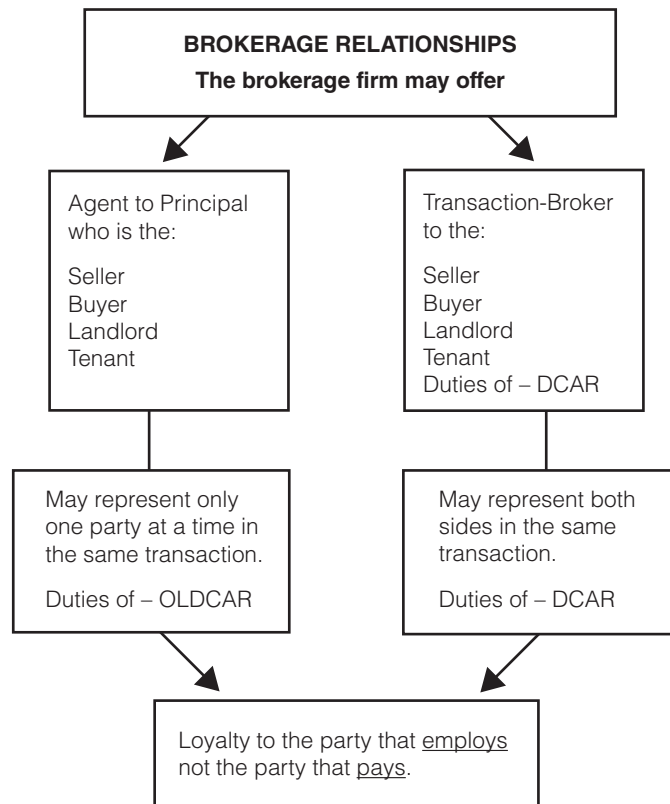 BROKERAGE RELATIONSHIPS
The brokerage firm may offer
Agent to Principal
who is the:
Seller
Buyer
Landlord
Tenant
Transaction-Broker
to the:
Seller
Buyer
Landlord
Tenant
Duties of – DCAR
May represent only
one party at a time in
the same transaction.
Duties of – OLDCAR
May represent both
sides in the same
transaction.
Duties of – DCAR
Loyalty to the party that employs
not the party that pays.